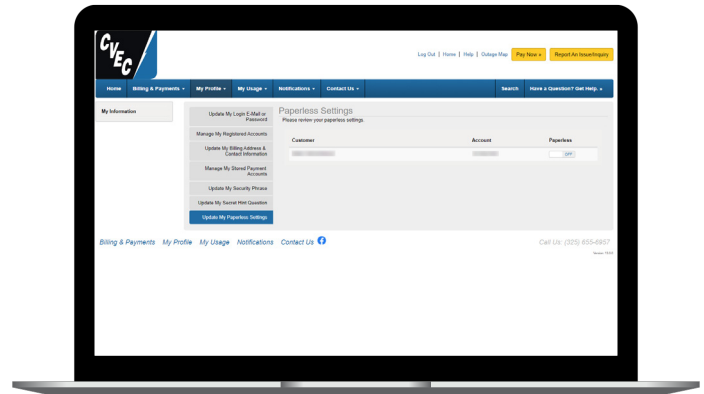 CVEC
Log Out | Home | Help | Outage Map Pay Now » Report An Issue/Inquiry
Home Billing & Payments My Profile My Usage Notifications Contact Us Search Have a Question? Get Help. »
My Information
Update My Login E-Mail or
Password
Manage My Registered Accounts
Update My Billing Address &
Contact Information
Manage My Stored Payment
Accounts
Update My Security Phrase
Update My Secret Hint Question
Update My Paperless Settings
Paperless Settings
Please review your paperless settings.
Customer Account Paperless
OFF
Billing & Payments My Profile My Usage Notifications Contact Us
Call Us: (325) 655-6957